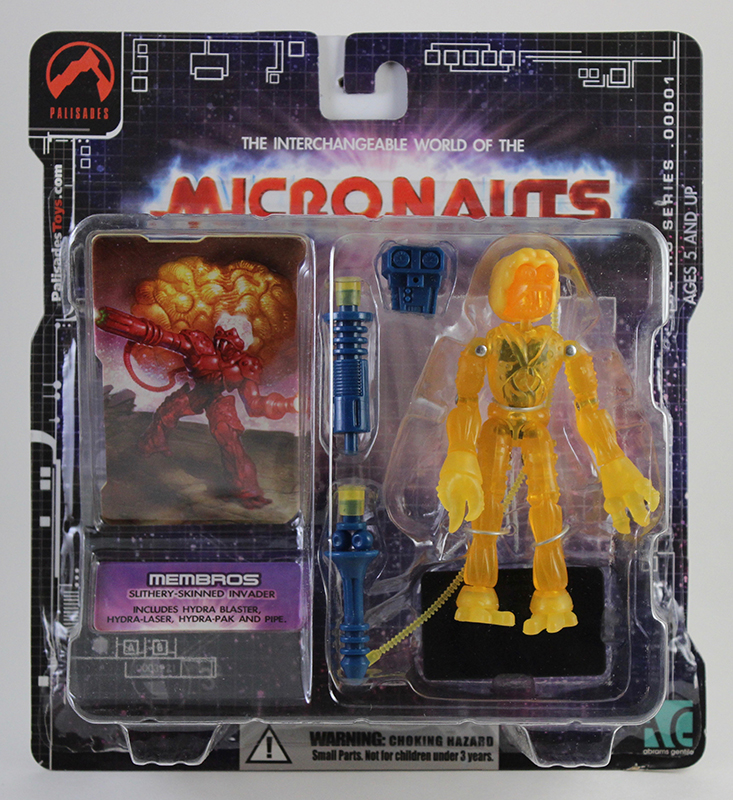 PALISADES
PalisadesToys.com
THE INTERCHANGEABLE WORLD OF THE
MICRONAUTS
SERIES .00001
AGES 5 AND UP
MEMBROS
SLITHERY-SKINNED INVADER
INCLUDES HYDRA BLASTER,
HYDRA-LASER, HYDRA-PAK AND PIPE.
A B
WARNING: CHOKING HAZARD
Small Parts. Not for children under 3 years.
abrams gentile